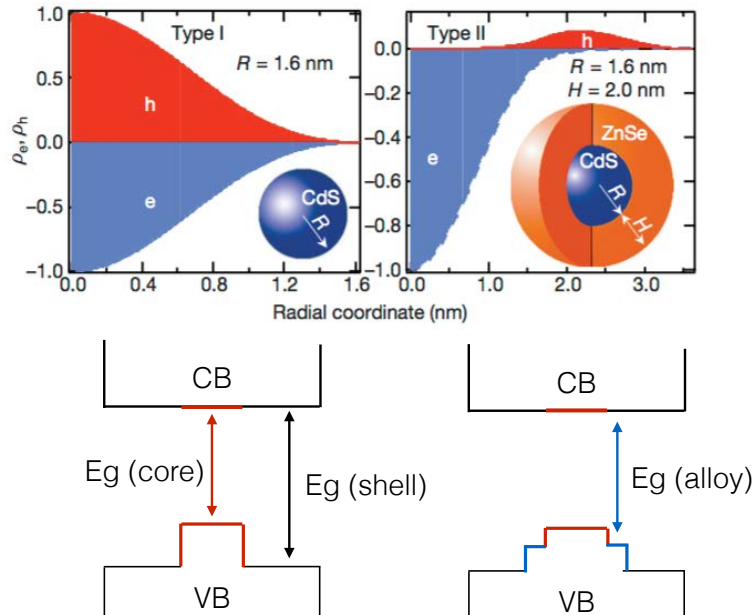 Type I
R = 1.6 nm
h
e
CdS
R
1.0
0.5
0.0
−0.5
−1.0
ρe, ρh
0.0 0.4 0.8 1.2 1.6
Type II
h
R = 1.6 nm
H = 2.0 nm
ZnSe
CdS
R
H
e
0.0
−0.2
−0.4
−0.6
−0.8
−1.0
0.0 1.0 2.0 3.0
Radial coordinate (nm)
CB
Eg (core)
Eg (shell)
VB
CB
Eg (alloy)
VB